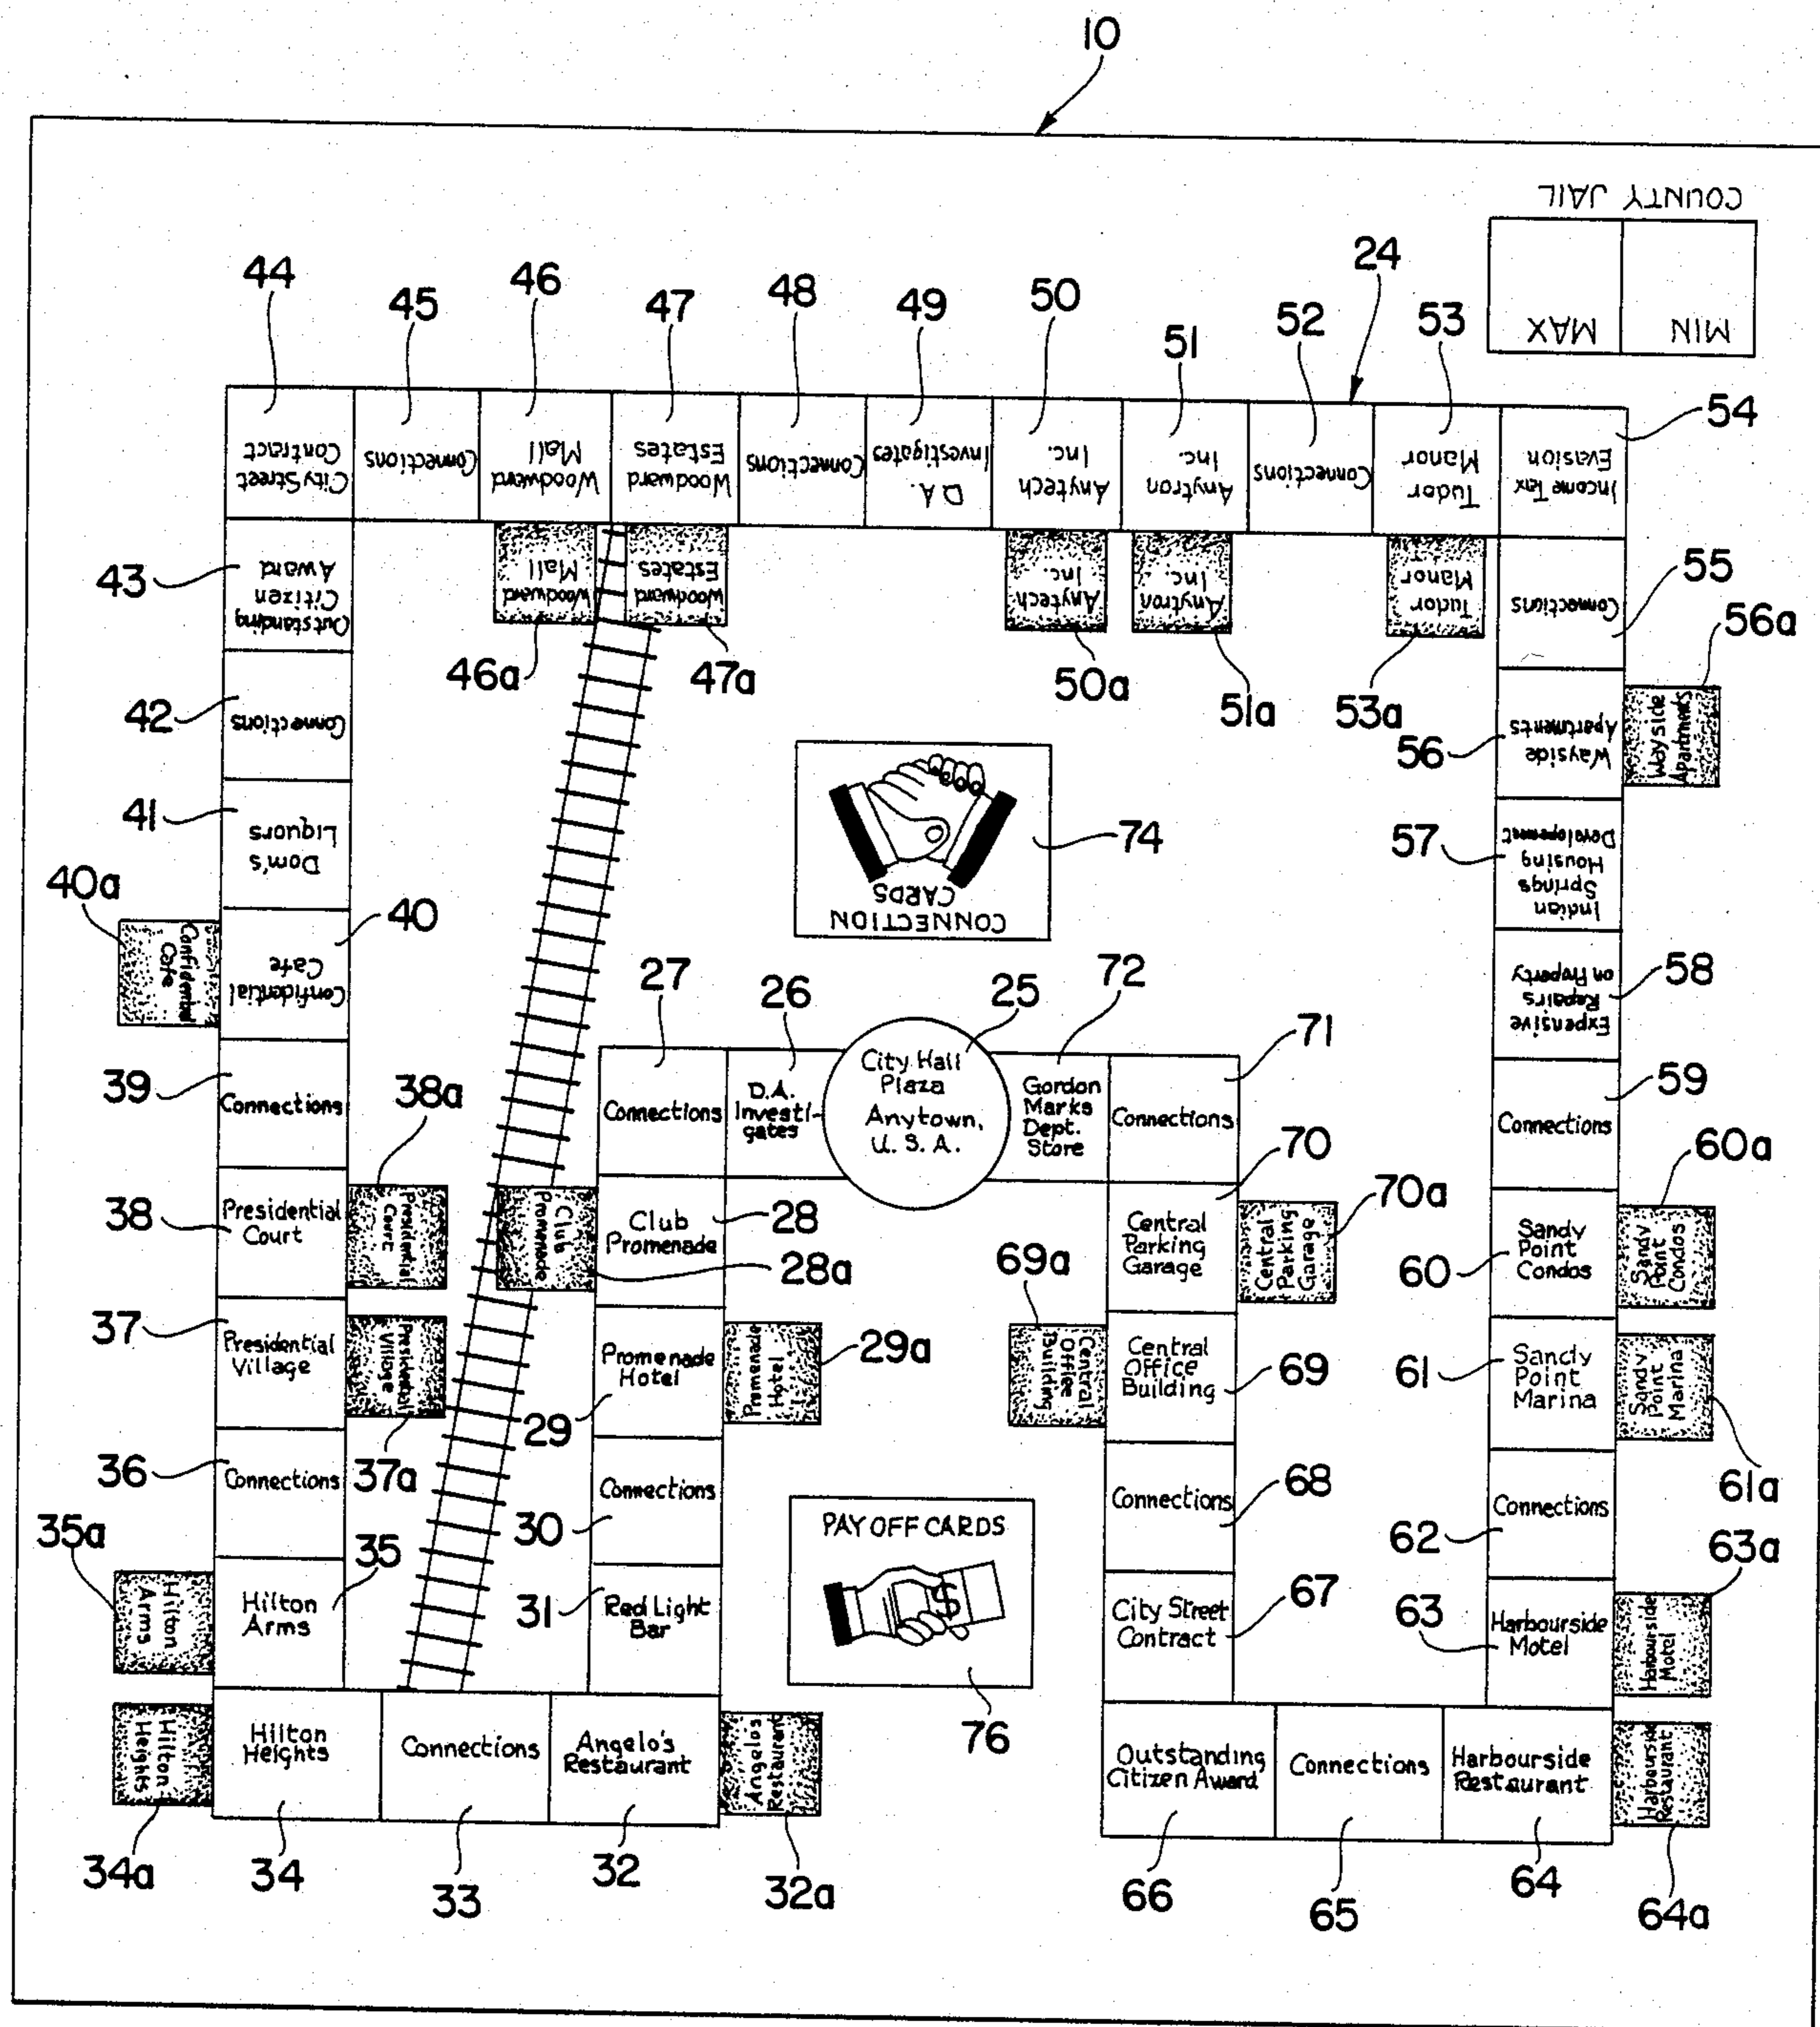 10
COUNTY JAIL
MIN
MAX
44
45
46
47
48
49
50
51
52
24
53
54
City Street
Contract
Connections
Woodward
Mall
Woodward
Estates
Connections
D.A.
Investigates
Anytech
Inc.
Anytron
Inc.
Connections
Tudor
Manor
Income Tax
Evasion
43
Outstanding
Citizen
Award
Woodward
Mall
46a
Woodward
Estates
47a
Anytech
Inc.
50a
Anytron
Inc.
51a
Tudor
Manor
53a
Connections
55
42
Connections
Wayside
Apartments
56
Wayside
Apartments
56a
41
Dom's
Liquors
CONNECTION
CARDS
74
57
Indian
Springs
Housing
Development
40a
Confidential
Cafe
Confidential
Cafe
40
Expensive
Repairs
on Property
58
39
Connections
27
Connections
26
D.A.
Investi-
gates
25
City Hall
Plaza
Anytown,
U.S.A.
72
Gordon
Marks
Dept.
Store
71
Connections
Connections
59
38
Presidential
Court
Presidential
Court
38a
Club
Promenade
28a
Club
Promenade
28
Central
Parking
Garage
70
Central
Parking
Garage
70a
60
Sandy
Point
Condos
Sandy
Point
Condos
60a
37
Presidential
Village
Presidential
Village
37a
29
Promenade
Hotel
Promenade
Hotel
29a
69a
Central
Office
Building
Central
Office
Building
69
61
Sandy
Point
Marina
Sandy
Point
Marina
61a
36
Connections
30
Connections
Connections
68
62
Connections
35a
Hilton
Arms
Hilton
Arms
35
31
Red Light
Bar
PAY OFF CARDS
$
76
City Street
Contract
67
63
Harbourside
Motel
Harbourside
Motel
63a
34a
Hilton
Heights
Hilton
Heights
34
Connections
33
Angelo's
Restaurant
32
Angelos
Restaurant
32a
Outstanding
Citizen Award
66
Connections
65
Harbourside
Restaurant
64
Harbourside
Restaurant
64a